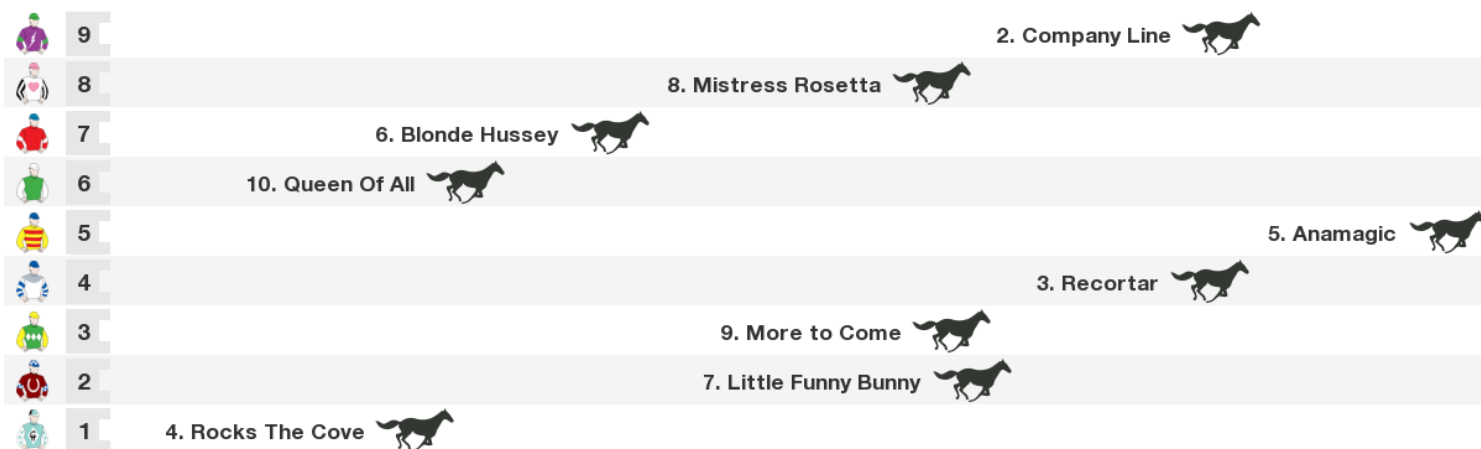 9 2. Company Line
8 8. Mistress Rosetta
7 6. Blonde Hussey
6 10. Queen Of All
5 5. Anamagic
4 3. Recortar
3 9. More to Come
2 7. Little Funny Bunny
1 4. Rocks The Cove